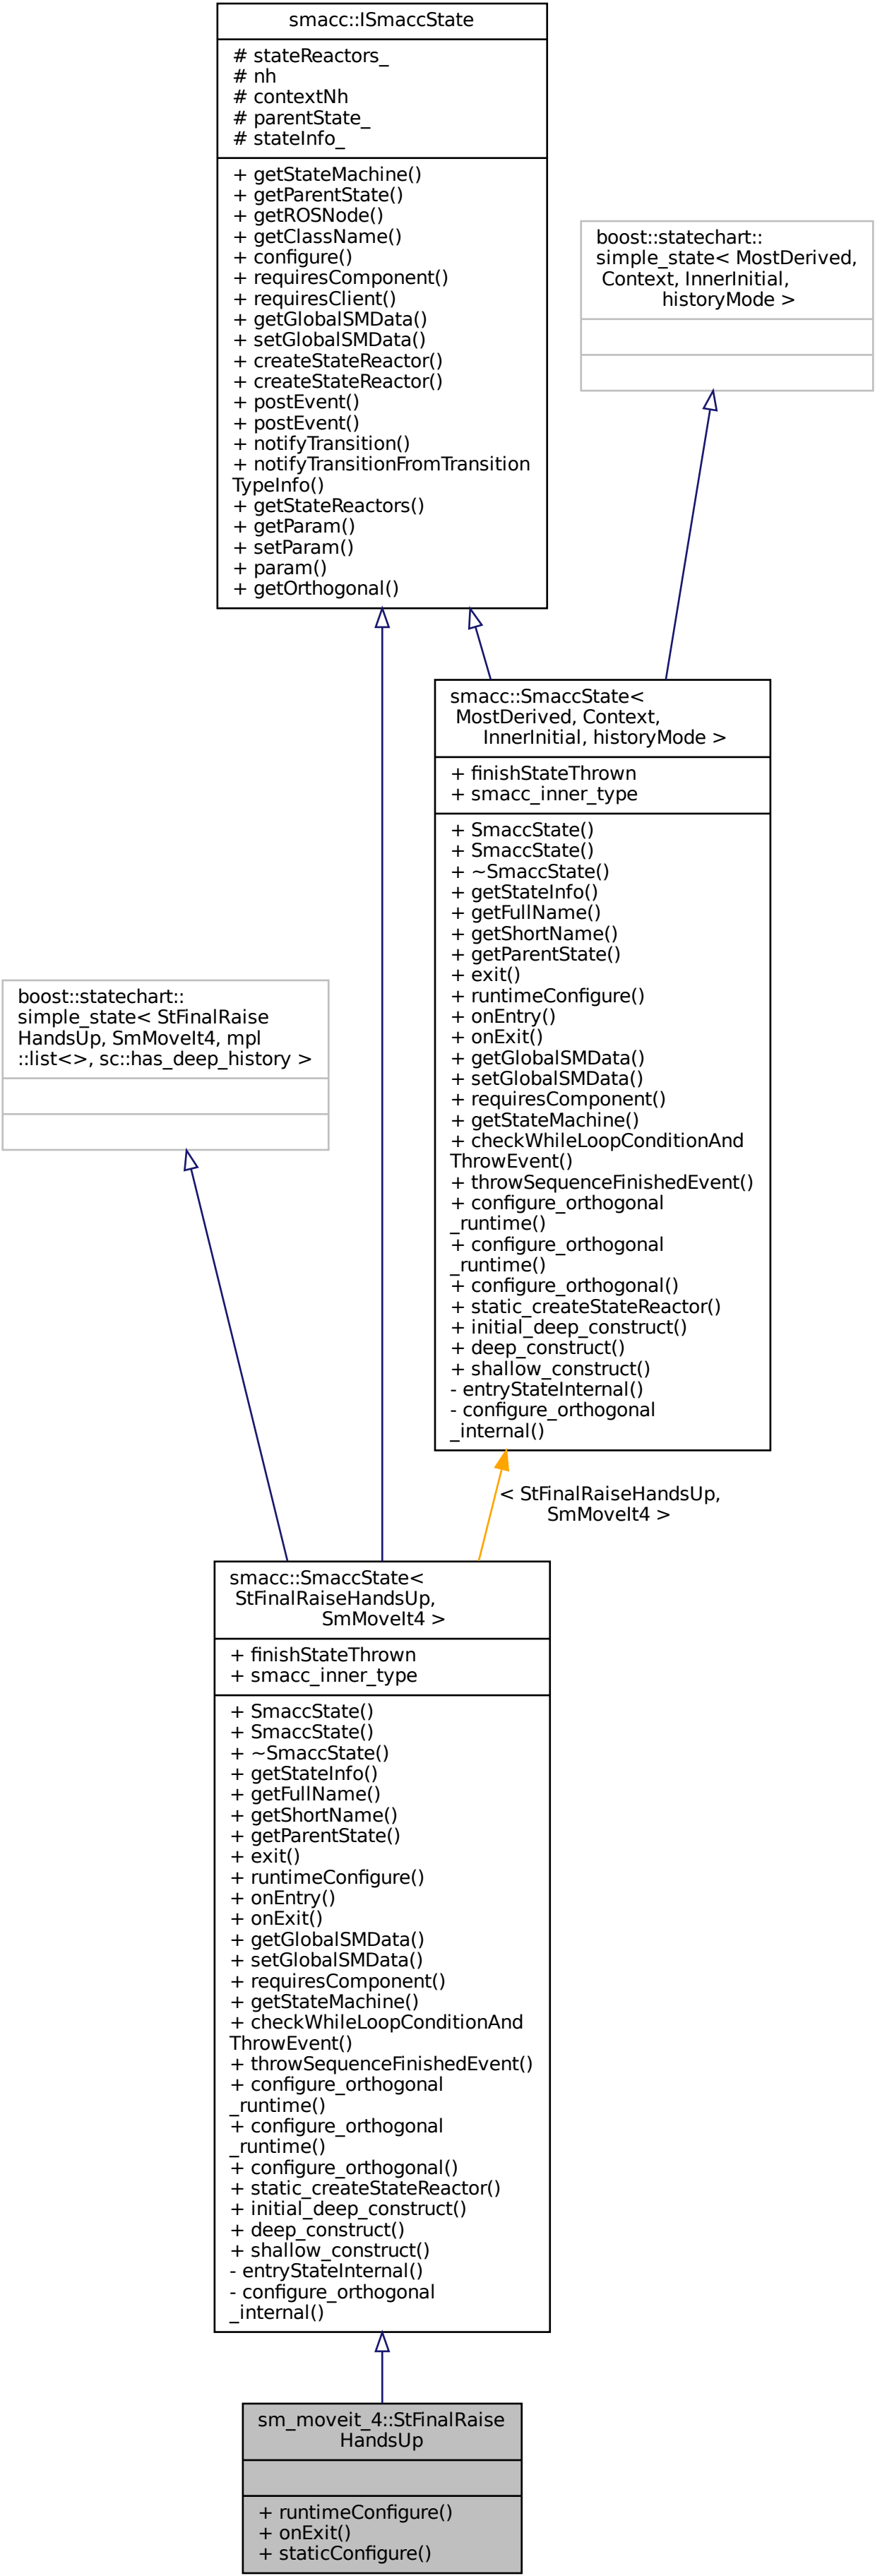 smacc::ISmaccState
# stateReactors_
# nh
# contextNh
# parentState_
# stateInfo_
+ getStateMachine()
+ getParentState()
+ getROSNode()
+ getClassName()
+ configure()
+ requiresComponent()
+ requiresClient()
+ getGlobalSMData()
+ setGlobalSMData()
+ createStateReactor()
+ createStateReactor()
+ postEvent()
+ postEvent()
+ notifyTransition()
+ notifyTransitionFromTransition
TypeInfo()
+ getStateReactors()
+ getParam()
+ setParam()
+ param()
+ getOrthogonal()
boost::statechart::
simple_state< MostDerived,
Context, InnerInitial,
historyMode >
smacc::SmaccState<
MostDerived, Context,
InnerInitial, historyMode >
+ finishStateThrown
+ smacc_inner_type
+ SmaccState()
+ SmaccState()
+ ~SmaccState()
+ getStateInfo()
+ getFullName()
+ getShortName()
+ getParentState()
+ exit()
+ runtimeConfigure()
+ onEntry()
+ onExit()
+ getGlobalSMData()
+ setGlobalSMData()
+ requiresComponent()
+ getStateMachine()
+ checkWhileLoopConditionAnd
ThrowEvent()
+ throwSequenceFinishedEvent()
+ configure_orthogonal
_runtime()
+ configure_orthogonal
_runtime()
+ configure_orthogonal()
+ static_createStateReactor()
+ initial_deep_construct()
+ deep_construct()
+ shallow_construct()
- entryStateInternal()
- configure_orthogonal
_internal()
boost::statechart::
simple_state< StFinalRaise
HandsUp, SmMoveIt4, mpl
::list<>, sc::has_deep_history >
< StFinalRaiseHandsUp,
SmMoveIt4 >
smacc::SmaccState<
StFinalRaiseHandsUp,
SmMoveIt4 >
+ finishStateThrown
+ smacc_inner_type
+ SmaccState()
+ SmaccState()
+ ~SmaccState()
+ getStateInfo()
+ getFullName()
+ getShortName()
+ getParentState()
+ exit()
+ runtimeConfigure()
+ onEntry()
+ onExit()
+ getGlobalSMData()
+ setGlobalSMData()
+ requiresComponent()
+ getStateMachine()
+ checkWhileLoopConditionAnd
ThrowEvent()
+ throwSequenceFinishedEvent()
+ configure_orthogonal
_runtime()
+ configure_orthogonal
_runtime()
+ configure_orthogonal()
+ static_createStateReactor()
+ initial_deep_construct()
+ deep_construct()
+ shallow_construct()
- entryStateInternal()
- configure_orthogonal
_internal()
sm_moveit_4::StFinalRaise
HandsUp
+ runtimeConfigure()
+ onExit()
+ staticConfigure()